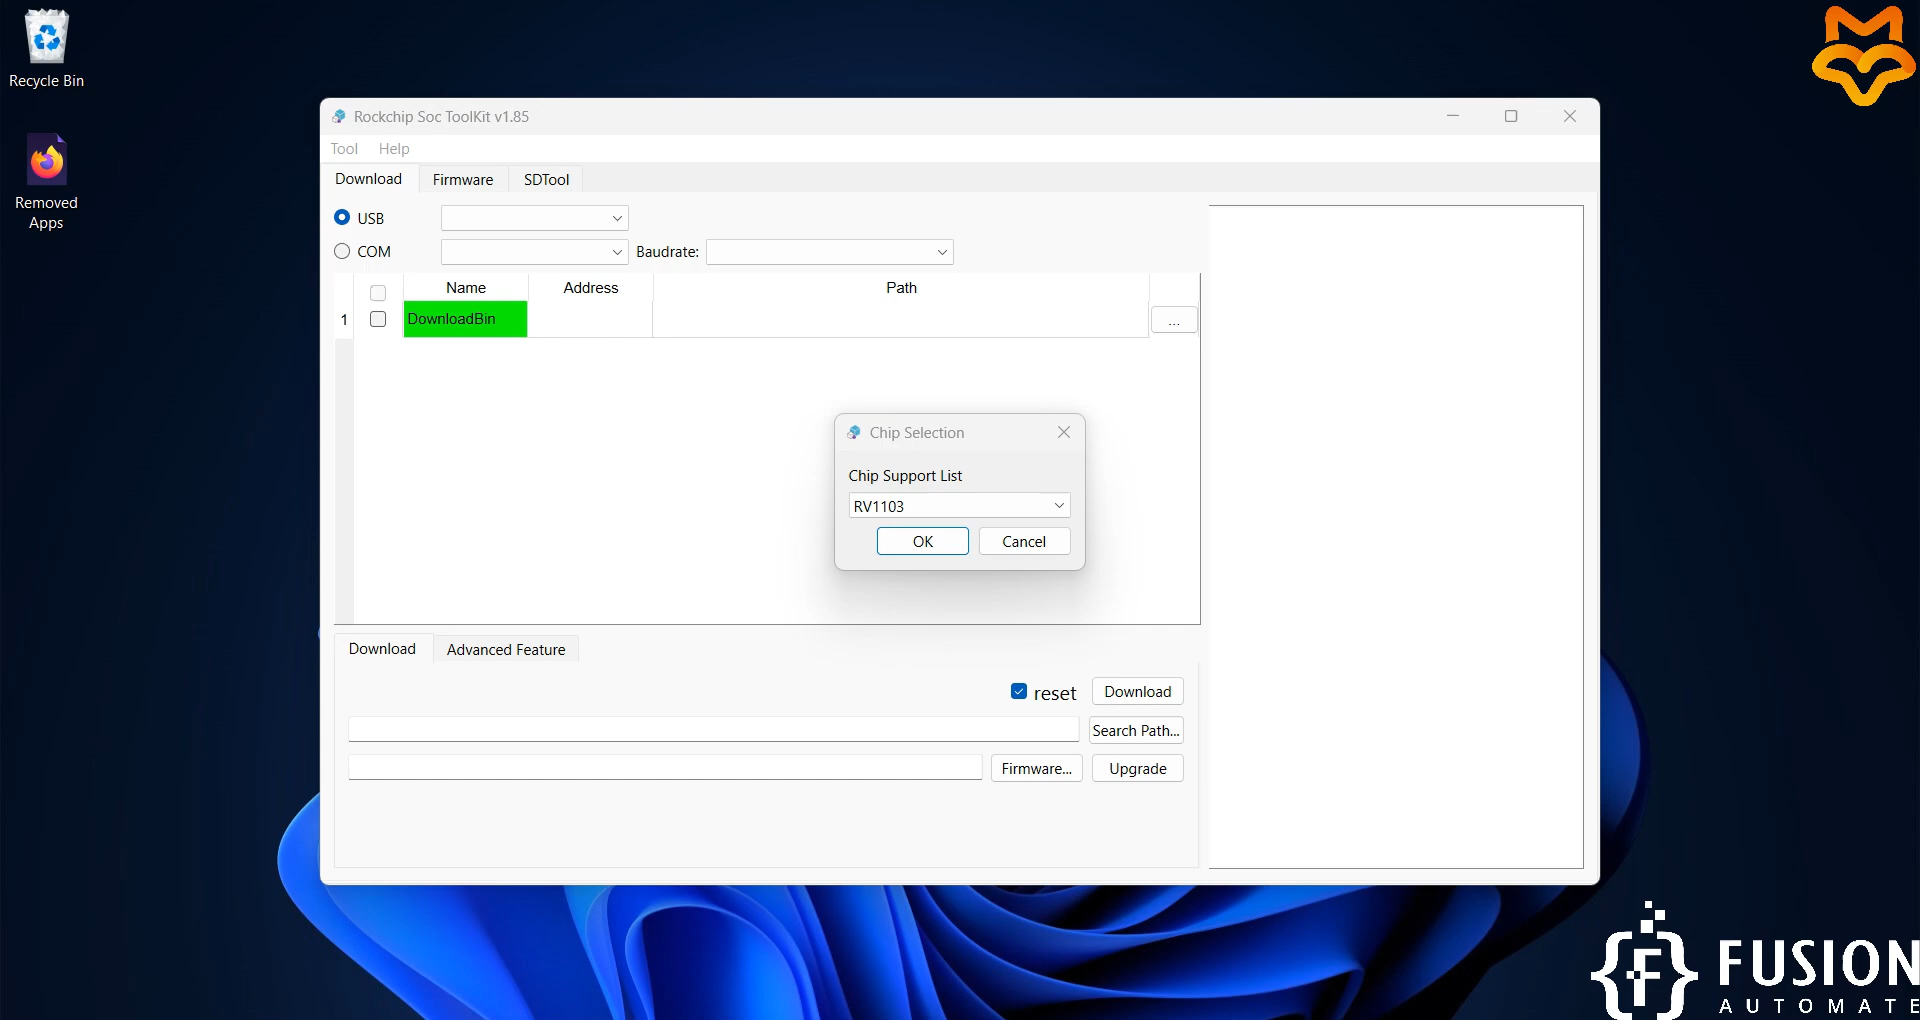 Recycle Bin
Removed
Apps
Rockchip Soc ToolKit v1.85
Tool Help
Download Firmware SDTool
USB
COM Baudrate:
Name Address Path
1 DownloadBin ...
Chip Selection
Chip Support List
RV1103
OK Cancel
Download Advanced Feature
reset Download
Search Path...
Firmware... Upgrade
FUSION
AUTOMATE